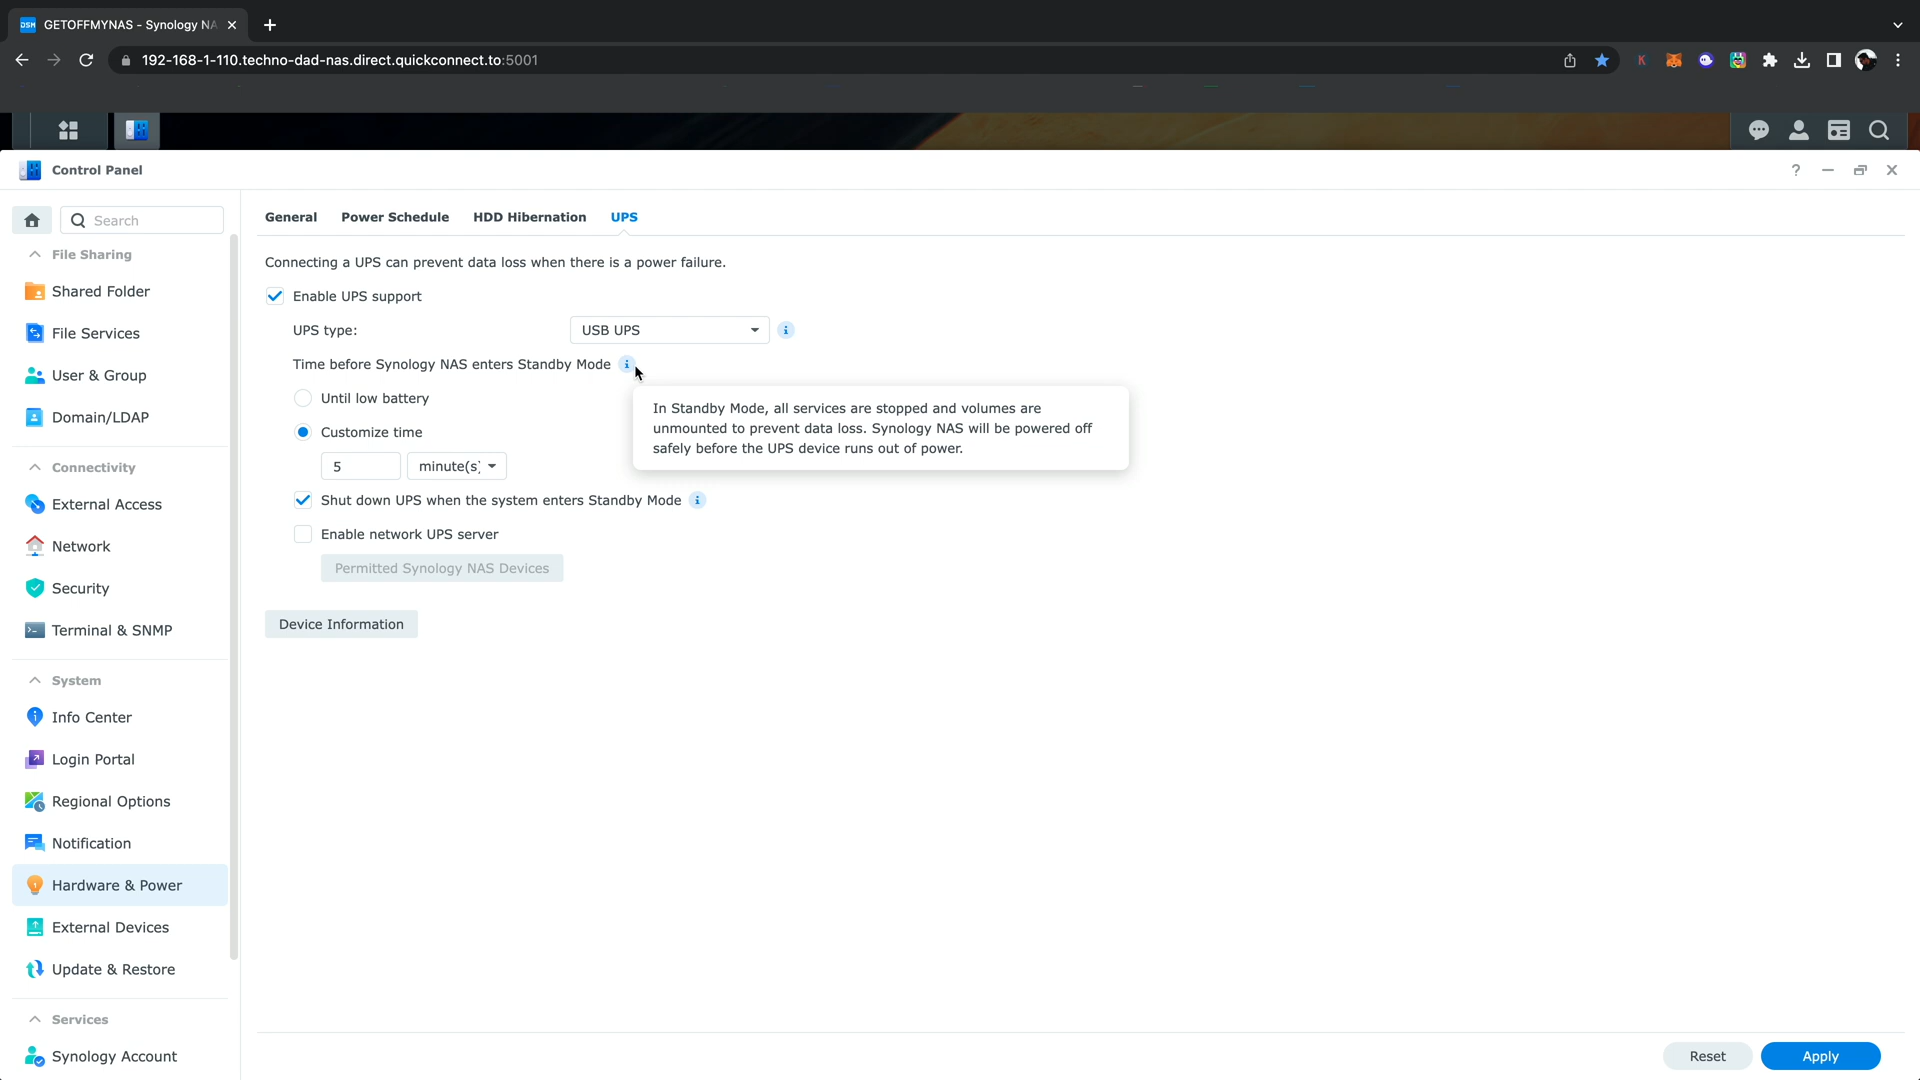 GETOFFMYNAS - Synology NA
192-168-1-110.techno-dad-nas.direct.quickconnect.to:5001
Control Panel
Search
File Sharing
Shared Folder
File Services
User & Group
Domain/LDAP
Connectivity
External Access
Network
Security
Terminal & SNMP
System
Info Center
Login Portal
Regional Options
Notification
Hardware & Power
External Devices
Update & Restore
Services
Synology Account
General Power Schedule HDD Hibernation UPS
Connecting a UPS can prevent data loss when there is a power failure.
Enable UPS support
UPS type: USB UPS
Time before Synology NAS enters Standby Mode
Until low battery
Customize time
5 minute(s)
In Standby Mode, all services are stopped and volumes are
unmounted to prevent data loss. Synology NAS will be powered off
safely before the UPS device runs out of power.
Shut down UPS when the system enters Standby Mode
Enable network UPS server
Permitted Synology NAS Devices
Device Information
Reset Apply